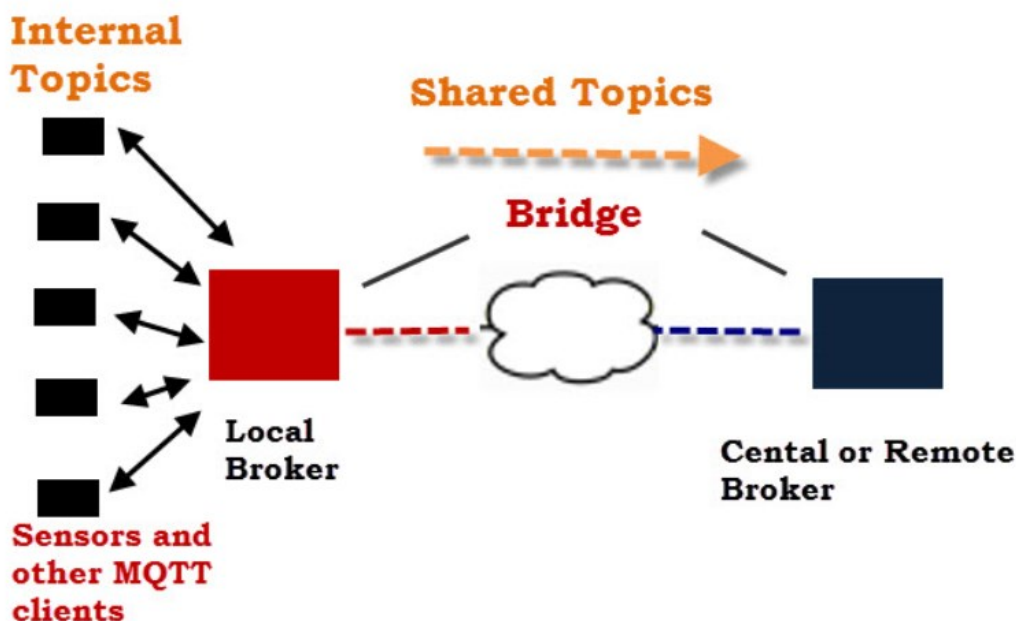 Internal
Topics
Shared Topics
Bridge
Local
Broker
Cental or Remote
Broker
Sensors and
other MQTT
clients